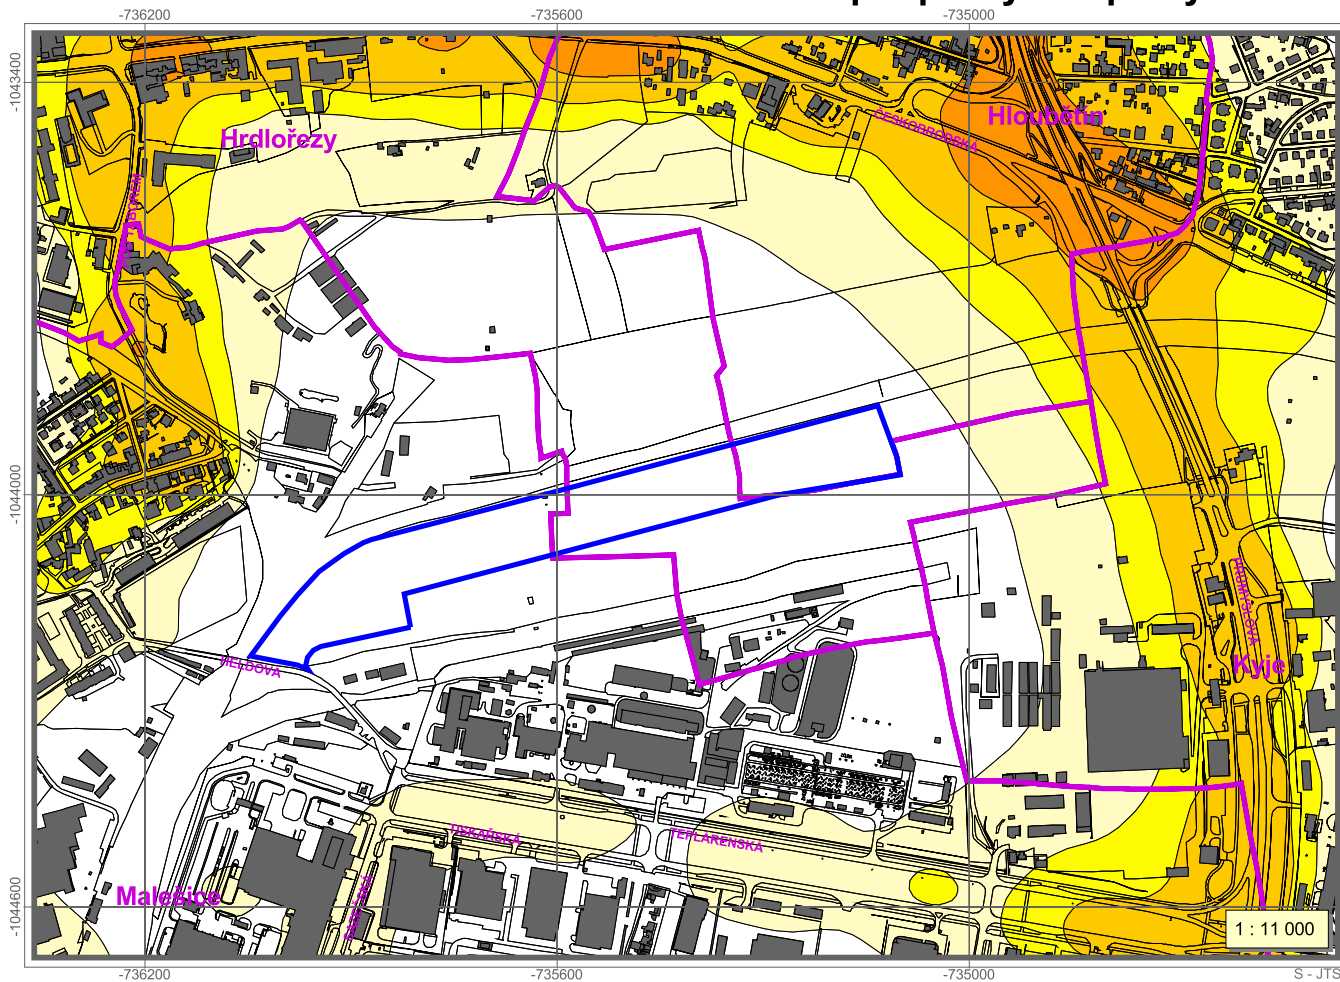 -736200 -735600 -735000
-1043400
Hrdlořezy
Hloubětín
ČESKOBRODSKÁ
-1044000
PRŮMYSLOVÁ
HELDOVA
Kyje
TISKAŘSKÁ
TEPLÁRENSKÁ
Malešice
-1044600
1 : 11 000
-736200 -735600 -735000
S - JTS